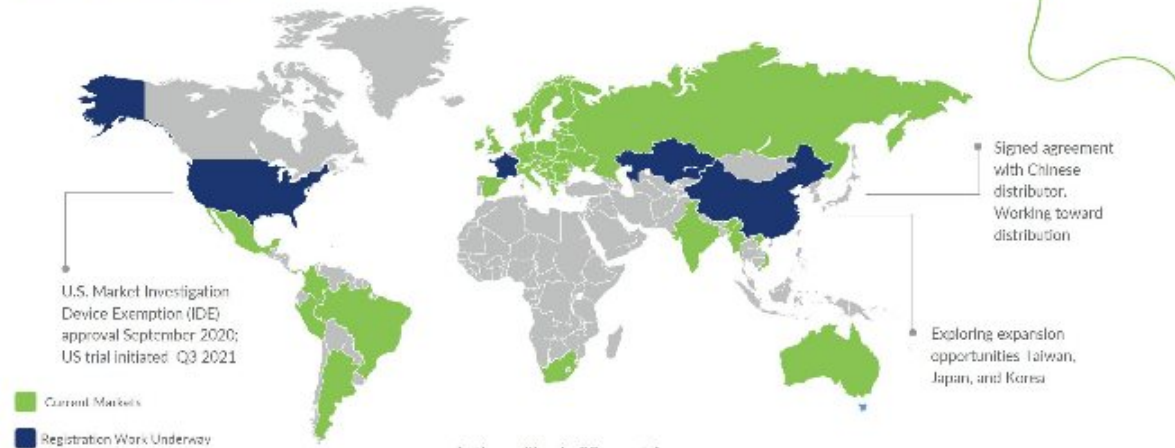 Signed agreement
with Chinese
distributor.
Working toward
distribution
U.S. Market Investigation
Device Exemption (IDE)
approval September 2020;
US trial initiated Q3 2021
Exploring expansion
opportunities Taiwan,
Japan, and Korea
Current Markets
Registration Work Underway